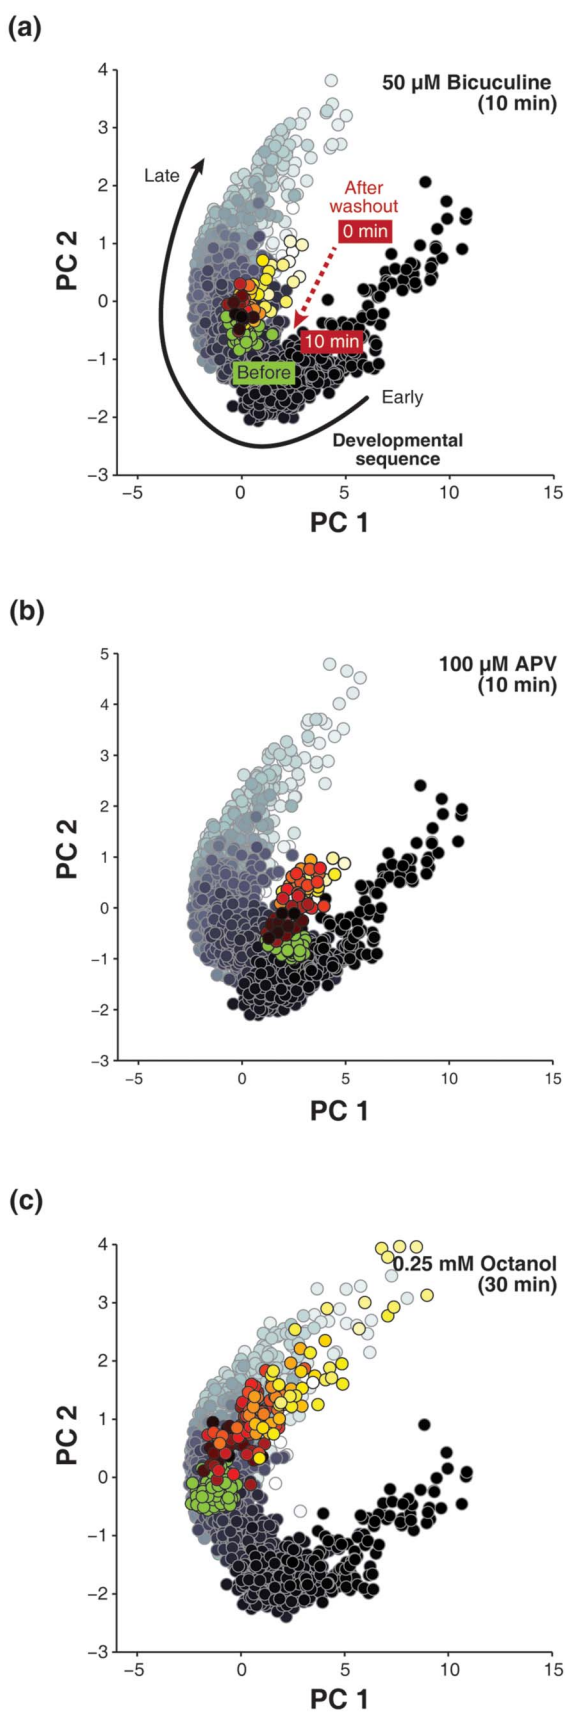 (a)
50 µM Bicuculine
(10 min)
4
3
2
1
0
−1
−2
−3
PC 2
Late
After
washout
0 min
10 min
Before
Early
Developmental
sequence
−5
0
5
10
15
PC 1
(b)
100 µM APV
(10 min)
5
4
3
2
1
0
−1
−2
−3
PC 2
−5
0
5
10
15
PC 1
(c)
0.25 mM Octanol
(30 min)
4
3
2
1
0
−1
−2
−3
PC 2
−5
0
5
10
15
PC 1